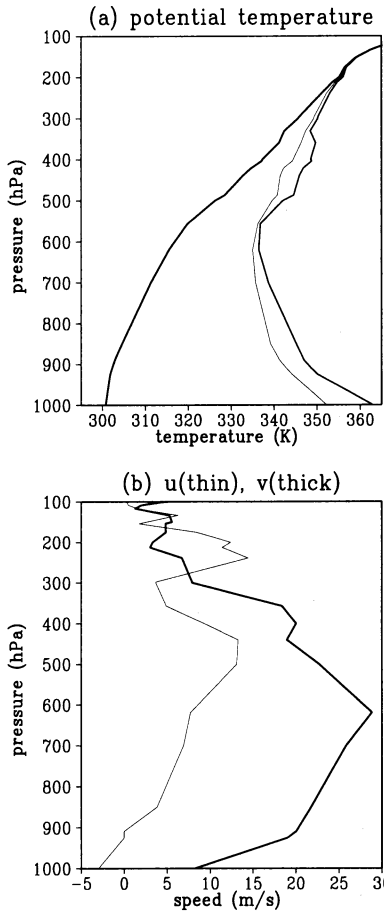 (a) potential temperature
100
200
300
400
500
600
700
800
900
1000
pressure (hPa)
300 310 320 330 340 350 360
temperature (K)
(b) u(thin), v(thick)
100
200
300
400
500
600
700
800
900
1000
pressure (hPa)
-5 0 5 10 15 20 25 30
speed (m/s)